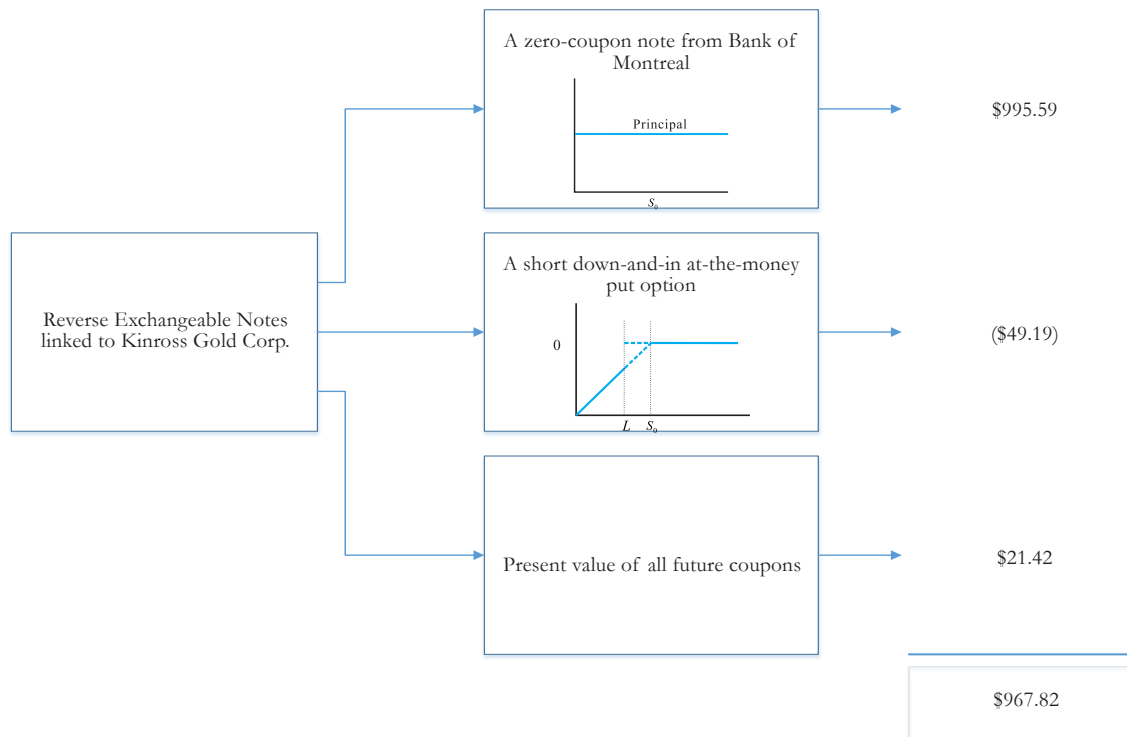 A zero-coupon note from Bank of
Montreal
Principal
S₀
$995.59
Reverse Exchangeable Notes
linked to Kinross Gold Corp.
A short down-and-in at-the-money
put option
0
L S₀
($49.19)
Present value of all future coupons
$21.42
$967.82